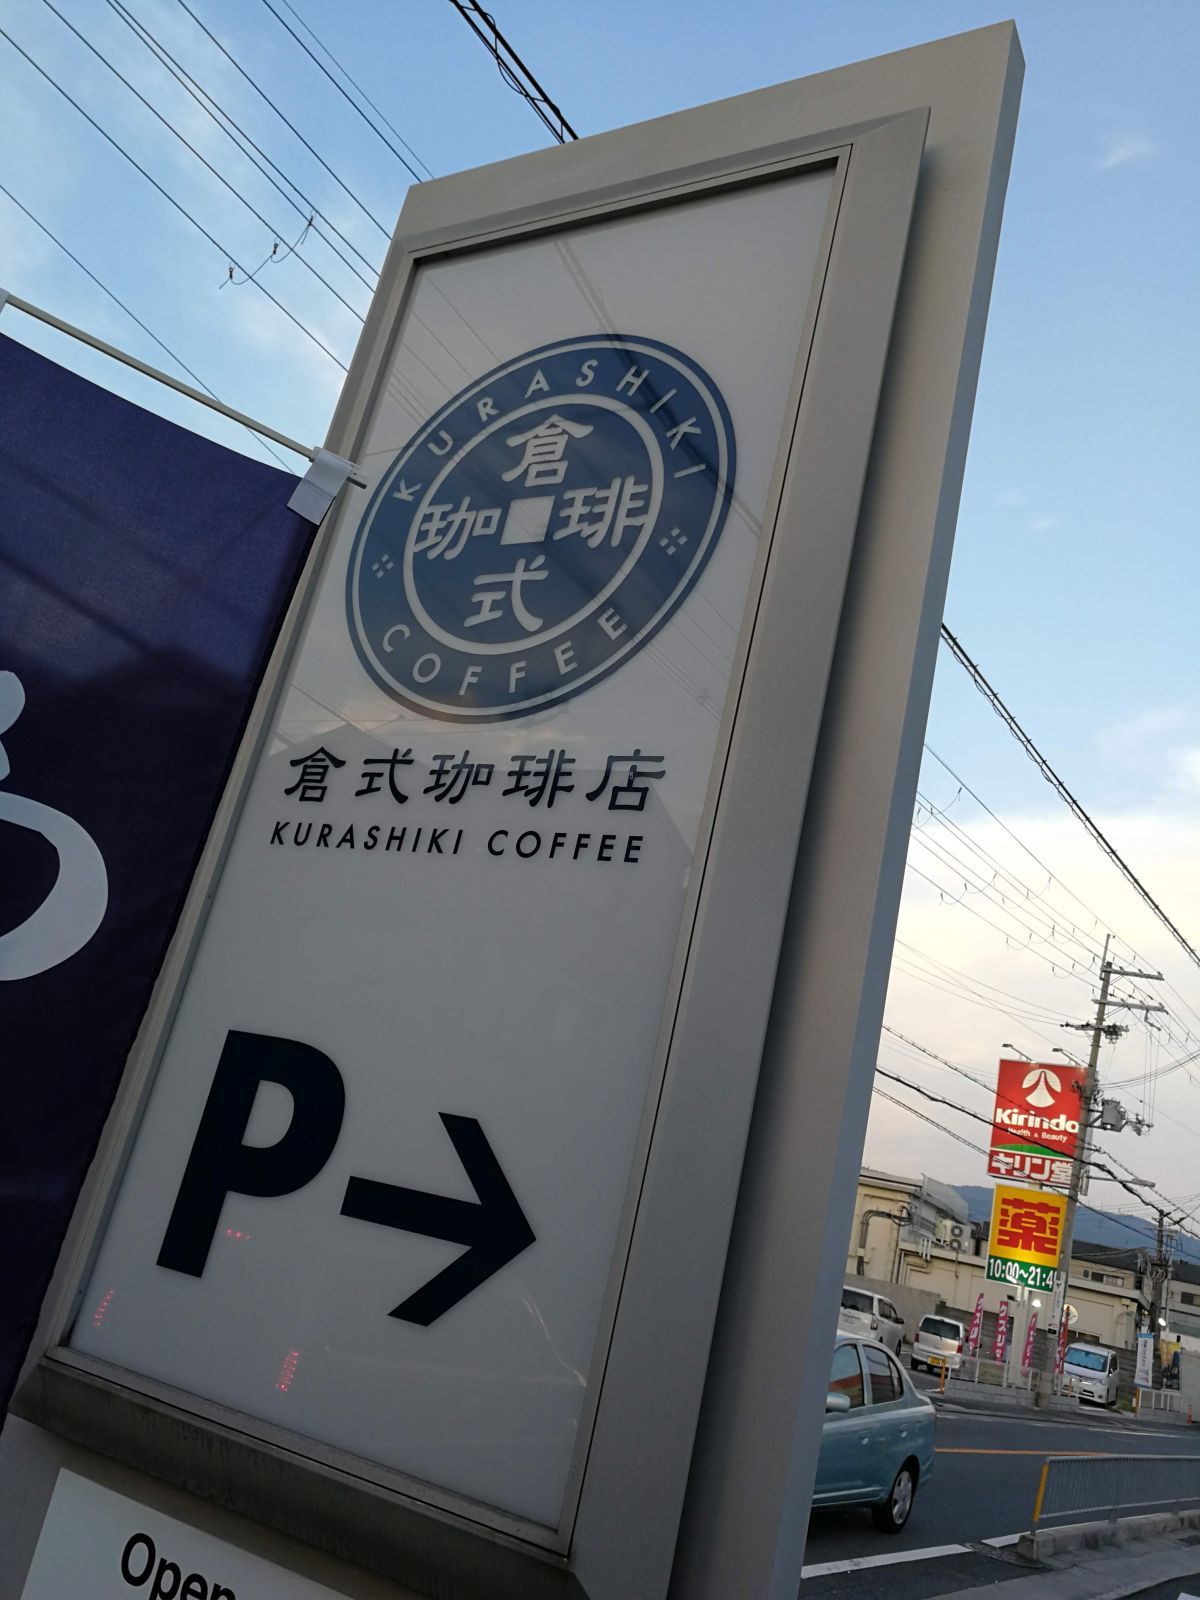 KURASHIKI
倉
珈 琲
式
COFFEE
倉式珈琲店
KURASHIKI COFFEE
P→
Open
Kirindo
Health & Beauty
キリン堂
薬
10:00~21:45